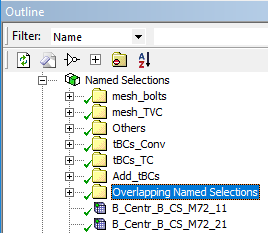 Outline
Filter: Name
Named Selections
mesh_bolts
mesh_TVC
Others
tBCs_Conv
tBCs_TC
Add_tBCs
Overlapping Named Selections
B_Centr_B_CS_M72_11
B_Centr_B_CS_M72_21